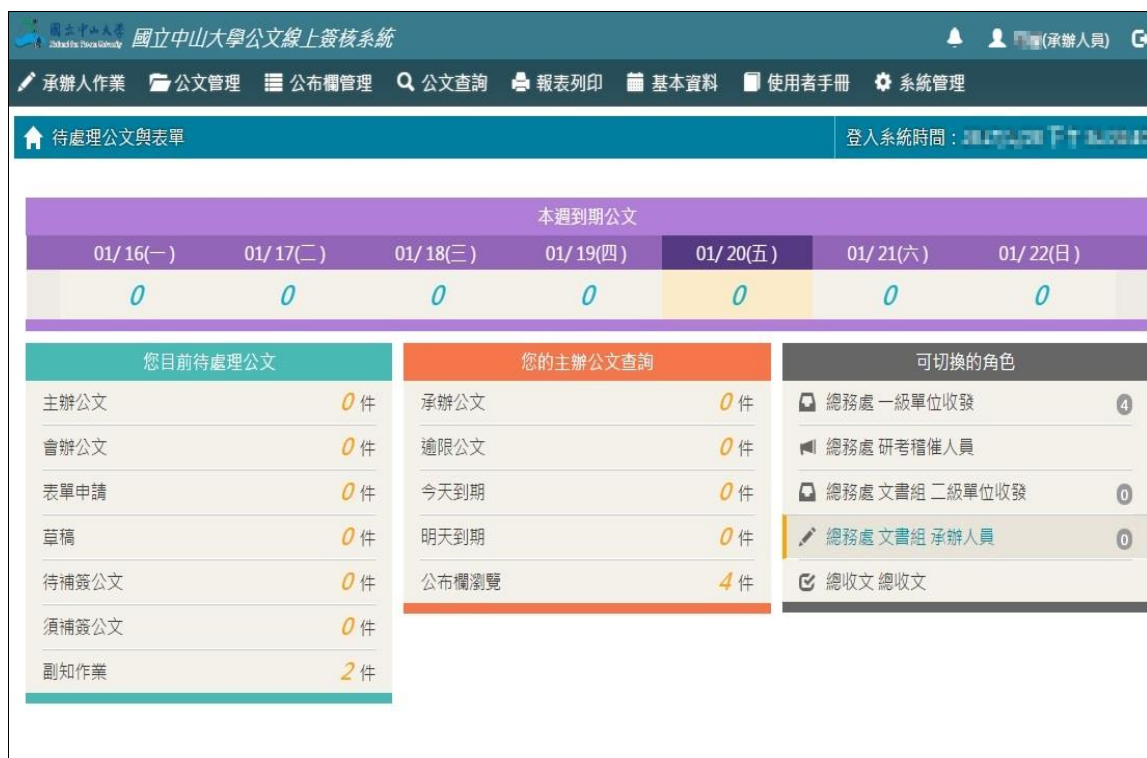 國立中山大學 國立中山大學公文線上簽核系統 (承辦人員)
承辦人作業 公文管理 公布欄管理 公文查詢 報表列印 基本資料 使用者手冊 系統管理
待處理公文與表單 登入系統時間：
本週到期公文
01/16(一) 01/17(二) 01/18(三) 01/19(四) 01/20(五) 01/21(六) 01/22(日)
0 0 0 0 0 0 0
您目前待處理公文
主辦公文 0 件
會辦公文 0 件
表單申請 0 件
草稿 0 件
待補簽公文 0 件
須補簽公文 0 件
副知作業 2 件
您的主辦公文查詢
承辦公文 0 件
逾限公文 0 件
今天到期 0 件
明天到期 0 件
公布欄瀏覽 4 件
可切換的角色
總務處 一級單位收發 4
總務處 研考稽催人員
總務處 文書組 二級單位收發 0
總務處 文書組 承辦人員 0
總收文 總收文